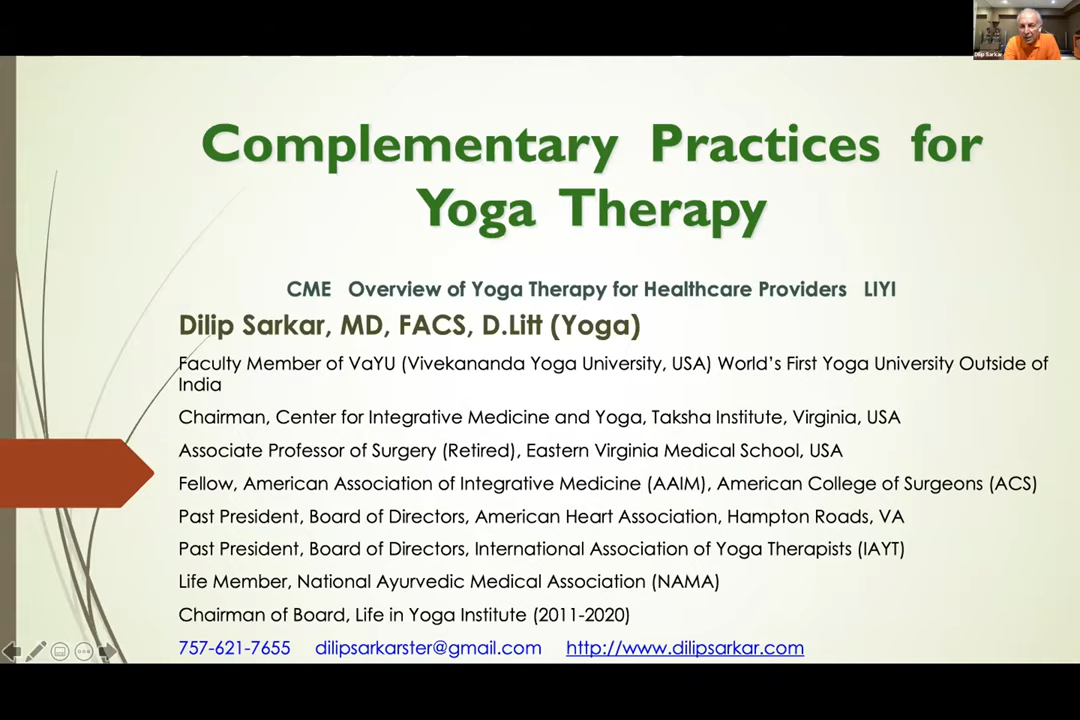 Dilip Sarkar
Complementary Practices for
Yoga Therapy
CME Overview of Yoga Therapy for Healthcare Providers LIYI
Dilip Sarkar, MD, FACS, D.Litt (Yoga)
Faculty Member of VaYU (Vivekananda Yoga University, USA) World's First Yoga University Outside of
India
Chairman, Center for Integrative Medicine and Yoga, Taksha Institute, Virginia, USA
Associate Professor of Surgery (Retired), Eastern Virginia Medical School, USA
Fellow, American Association of Integrative Medicine (AAIM), American College of Surgeons (ACS)
Past President, Board of Directors, American Heart Association, Hampton Roads, VA
Past President, Board of Directors, International Association of Yoga Therapists (IAYT)
Life Member, National Ayurvedic Medical Association (NAMA)
Chairman of Board, Life in Yoga Institute (2011-2020)
757-621-7655 dilipsarkarster@gmail.com http://www.dilipsarkar.com